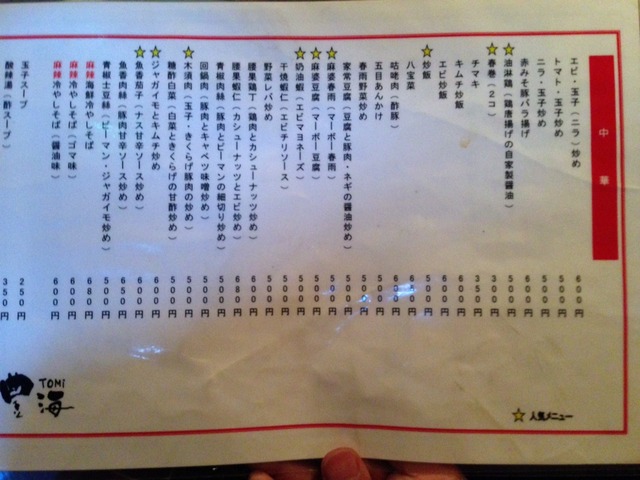 中華
エビ・玉子（ニラ）炒め 600円
トマト・玉子炒め 500円
ニラ・玉子炒め 500円
赤みそ豚バラ揚げ 500円
☆油淋鶏（鶏唐揚げの自家製醤油） 500円
☆春巻（2コ） 300円
チマキ 350円
キムチ炒飯 600円
エビ炒飯 600円
☆炒飯 500円
八宝菜 600円
咕咾肉（酢豚） 600円
五目あんかけ 500円
春雨野菜炒め 500円
家常豆腐（豆腐と豚肉・ネギの醤油炒め） 500円
☆麻婆春雨（マーボー春雨） 500円
☆麻婆豆腐（マーボー豆腐） 500円
☆奶油蝦（エビマヨネーズ） 600円
干焼蝦仁（エビチリソース） 600円
野菜レバ炒め 600円
腰果鶏丁（鶏肉とカシューナッツ炒め） 600円
腰果蝦仁（カシューナッツとエビ炒め） 680円
青椒肉絲（豚肉とピーマンの細切り炒め） 500円
回鍋肉（豚肉とキャベツ味噌炒め） 500円
☆木須肉（玉子・きくらげ豚肉の炒め） 500円
糖酢白菜（白菜ときくらげの甘酢炒め） 500円
☆ジャガイモとキムチ炒め 600円
☆魚香茄子（ナス甘辛ソース炒め） 600円
魚香肉絲（豚肉甘辛ソース炒め） 650円
青椒士豆絲（ピーマン・ジャガイモ炒め） 500円
麻辣海鮮冷やしそば 680円
麻辣冷やしそば（ゴマ味） 600円
麻辣冷やしそば（醤油味） 600円
玉子スープ 250円
酸辣湯（酢スープ） 350円
☆人気メニュー
TOMI
豊海